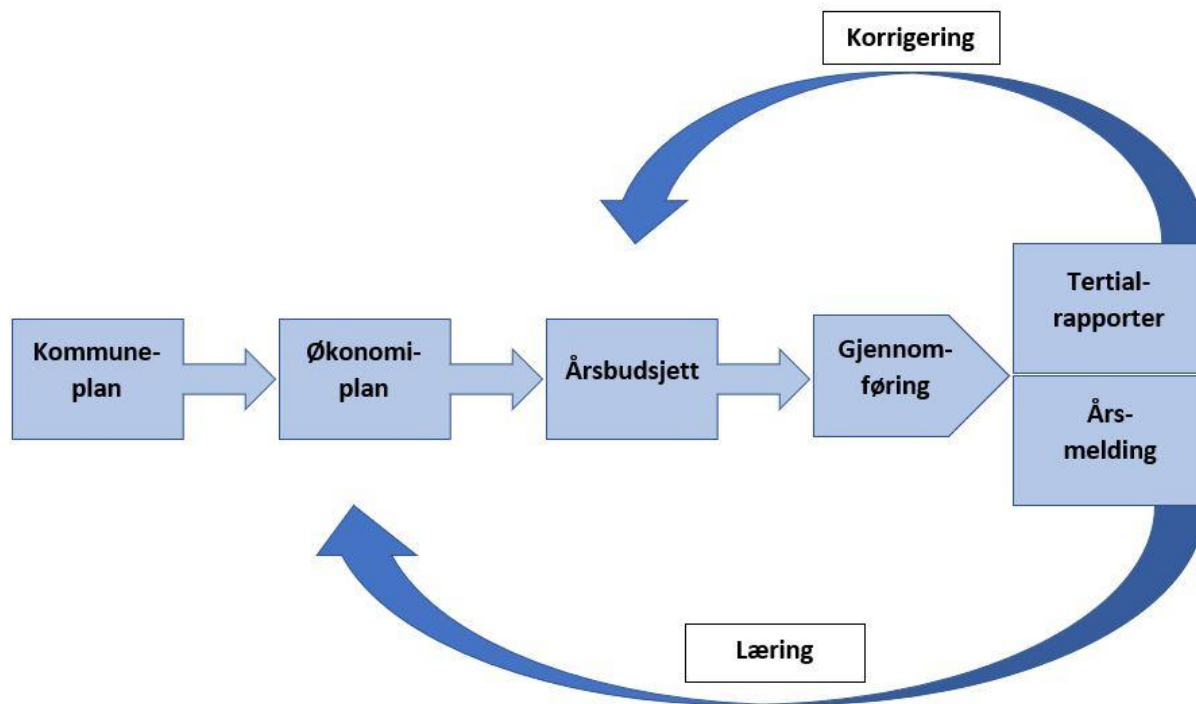 Korrigering
Kommune-
plan
Økonomi-
plan
Årsbudsjett
Gjennom-
føring
Tertial-
rapporter
Års-
melding
Læring